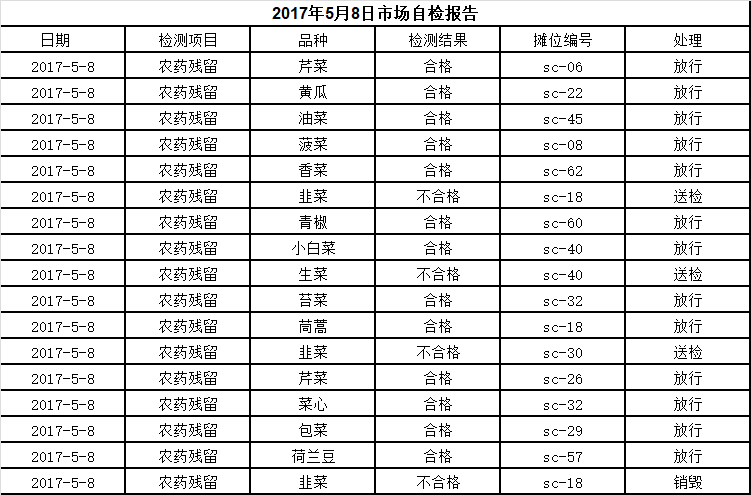 2017年5月8日市场自检报告
日期 检测项目 品种 检测结果 摊位编号 处理
2017-5-8 农药残留 芹菜 合格 sc-06 放行
2017-5-8 农药残留 黄瓜 合格 sc-22 放行
2017-5-8 农药残留 油菜 合格 sc-45 放行
2017-5-8 农药残留 菠菜 合格 sc-08 放行
2017-5-8 农药残留 香菜 合格 sc-62 放行
2017-5-8 农药残留 韭菜 不合格 sc-18 送检
2017-5-8 农药残留 青椒 合格 sc-60 放行
2017-5-8 农药残留 小白菜 合格 sc-40 放行
2017-5-8 农药残留 生菜 不合格 sc-40 送检
2017-5-8 农药残留 苔菜 合格 sc-32 放行
2017-5-8 农药残留 茼蒿 合格 sc-18 放行
2017-5-8 农药残留 韭菜 不合格 sc-30 送检
2017-5-8 农药残留 芹菜 合格 sc-26 放行
2017-5-8 农药残留 菜心 合格 sc-32 放行
2017-5-8 农药残留 包菜 合格 sc-29 放行
2017-5-8 农药残留 荷兰豆 合格 sc-57 放行
2017-5-8 农药残留 韭菜 不合格 sc-18 销毁